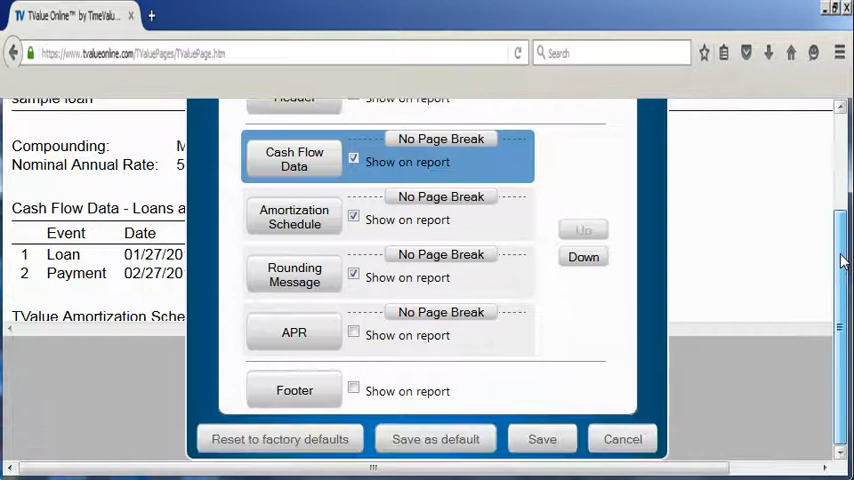 TValue Online™ by TimeValu...
https://www.tvalueonline.com/TValuePages/TValuePage.htm
Search
sample loan
Header
Show on report
Compounding: M
Nominal Annual Rate: 5
No Page Break
Cash Flow
Data
Show on report
Cash Flow Data - Loans a
Event Date
1 Loan 01/27/20
2 Payment 02/27/20
No Page Break
Amortization
Schedule
Show on report
Up
Down
No Page Break
Rounding
Message
Show on report
TValue Amortization Sche
No Page Break
APR
Show on report
Footer
Show on report
Reset to factory defaults
Save as default
Save
Cancel